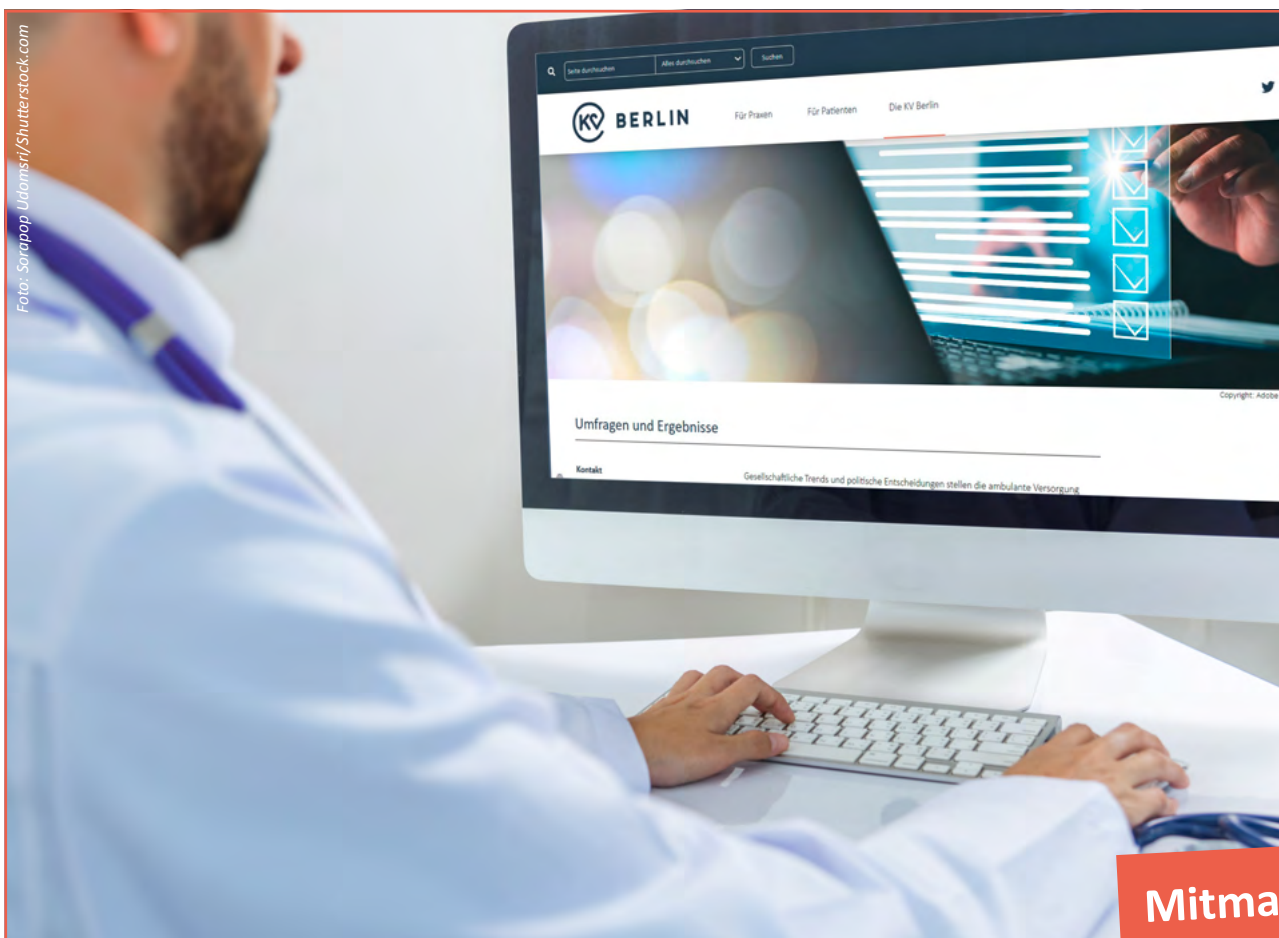 Foto: Sorapop Udomsri/Shutterstock.com
Seite durchsuchen Alles durchsuchen Suchen
KV BERLIN Für Praxen Für Patienten Die KV Berlin
Copyright: Adobe
Umfragen und Ergebnisse
Kontakt
Gesellschaftliche Trends und politische Entscheidungen stellen die ambulante Versorgung
Mitma